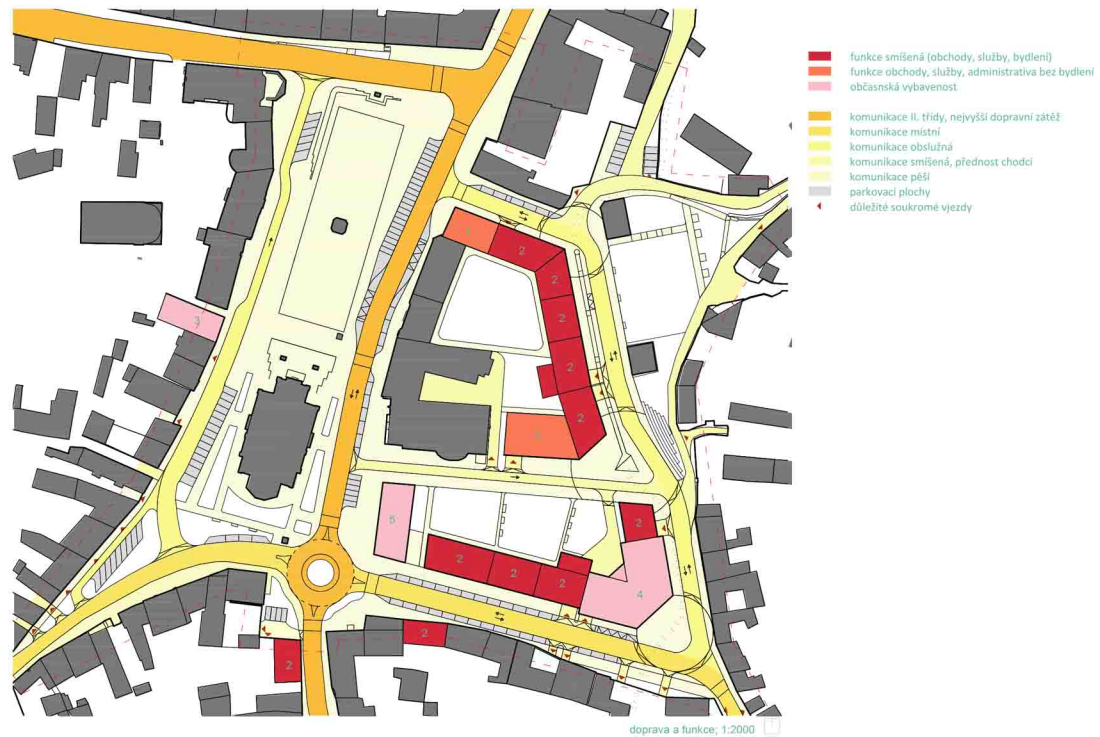 funkce smíšená (obchody, služby, bydlení)
funkce obchody, služby, administrativa bez bydlení
občasnská vybavenost
komunikace II. třídy, nejvyšší dopravní zátěž
komunikace místní
komunikace obslužná
komunikace smíšená, přednost chodci
komunikace pěší
parkovací plochy
důležité soukromé vjezdy
2
2
2
3
2
2
5
2
2
2
2
4
2
2
doprava a funkce; 1:2000